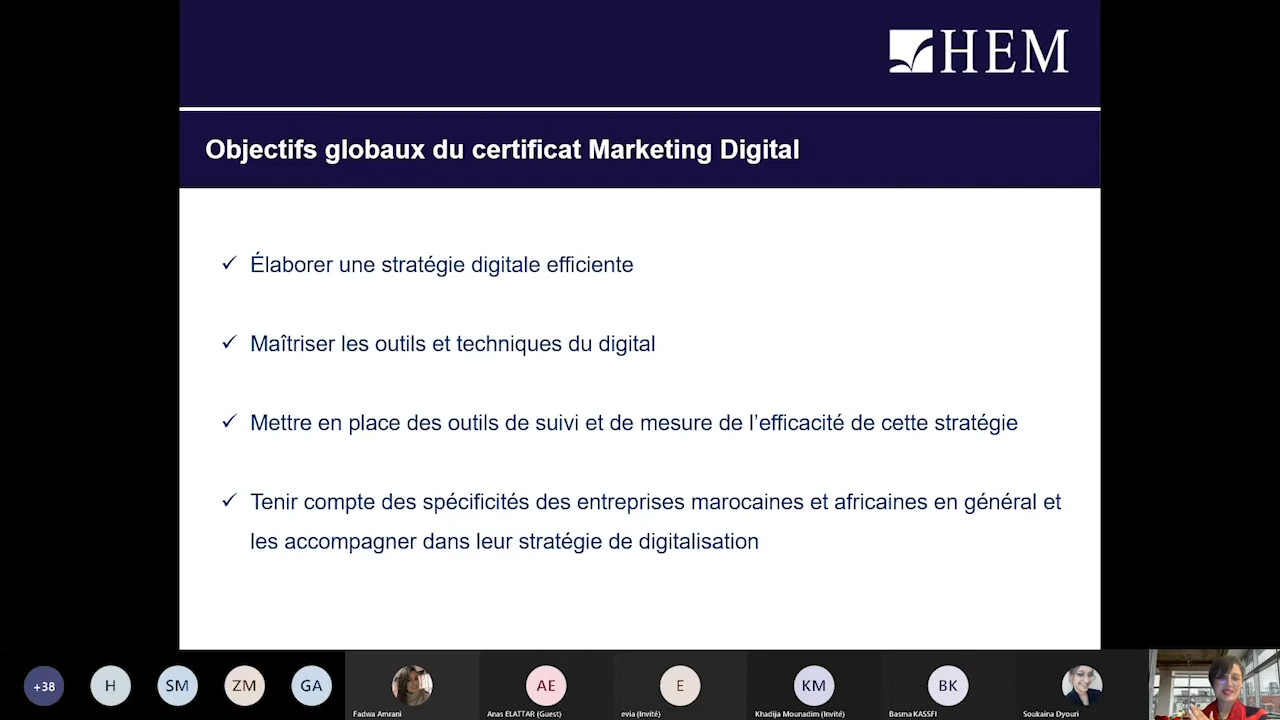 HEM
Objectifs globaux du certificat Marketing Digital
✓ Élaborer une stratégie digitale efficiente
✓ Maîtriser les outils et techniques du digital
✓ Mettre en place des outils de suivi et de mesure de l’efficacité de cette stratégie
✓ Tenir compte des spécificités des entreprises marocaines et africaines en général et
les accompagner dans leur stratégie de digitalisation
+38
H
SM
ZM
GA
AE
E
KM
BK
Fadwa Amrani
Anas ELATTAR (Guest)
evia (Invité)
Khadija Mounadim (Invité)
Basma KASSFI
Soukaina Dyouri